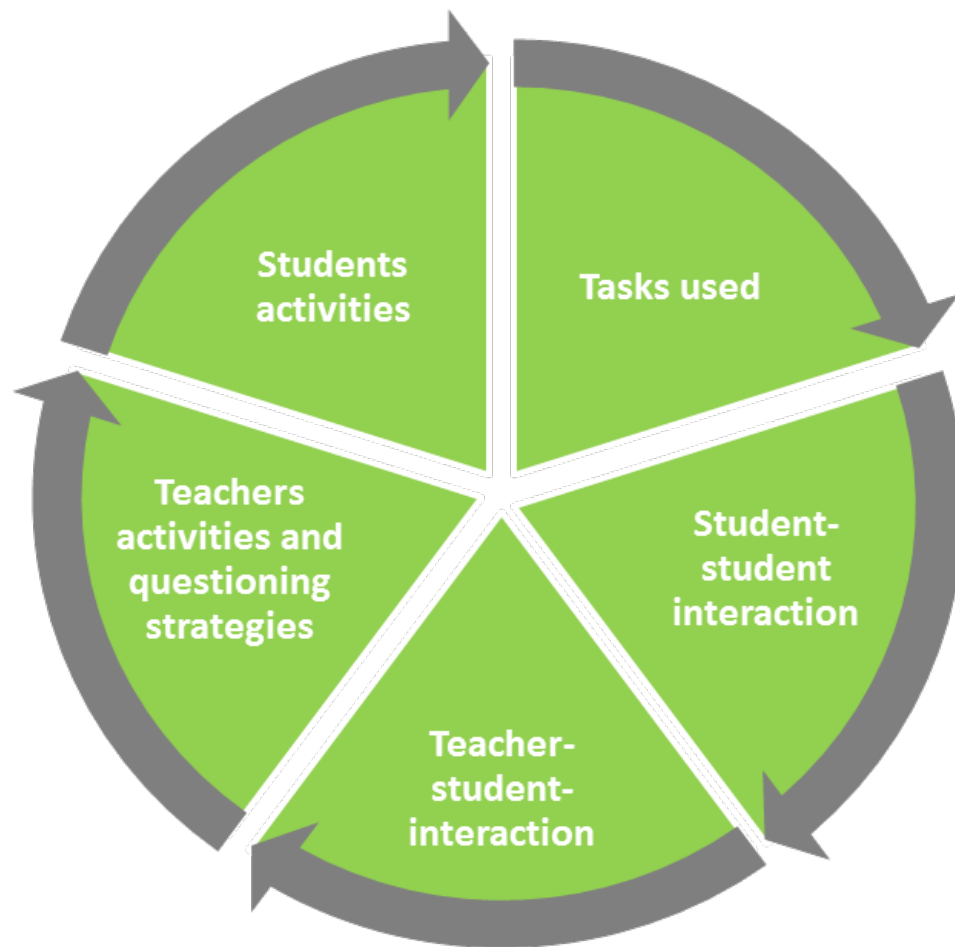 Tasks used
Student-
student
interaction
Teacher-
student-
interaction
Teachers
activities and
questioning
strategies
Students
activities